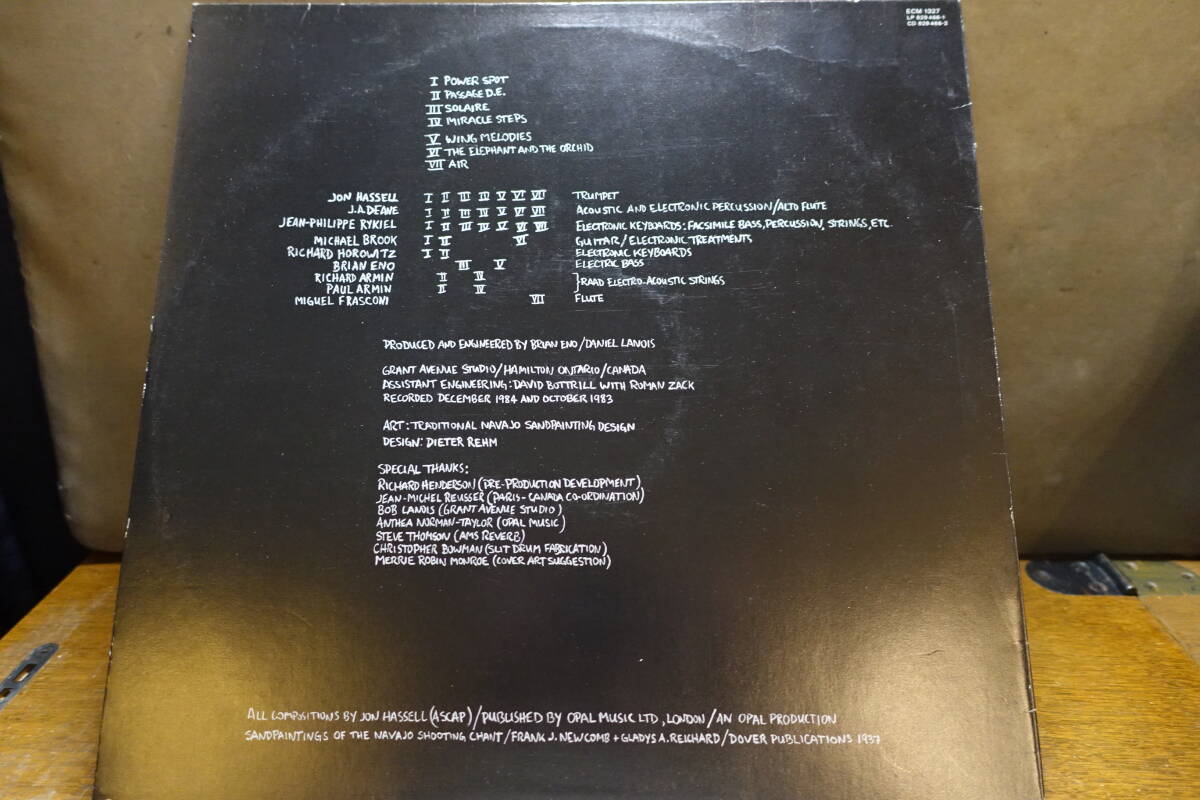 ECM 1327
LP 829 466-1
CD 829 466-2
I POWER SPOT
II PASSAGE D.E.
III SOLAIRE
IV MIRACLE STEPS
V WING MELODIES
VI THE ELEPHANT AND THE ORCHID
VII AIR
JON HASSELL I II III IV V VI VII TRUMPET
J.A. DEANE I II III IV V VI VII ACOUSTIC AND ELECTRONIC PERCUSSION/ALTO FLUTE
JEAN-PHILIPPE RYKIEL I II III IV V VI VII ELECTRONIC KEYBOARDS: FACSIMILE BASS, PERCUSSION, STRINGS, ETC.
MICHAEL BROOK I II VI GUITAR/ELECTRONIC TREATMENTS
RICHARD HOROWITZ I II ELECTRONIC KEYBOARDS
BRIAN ENO III V ELECTRIC BASS
RICHARD ARMIN II IV
PAUL ARMIN II IV }RAAD ELECTRO-ACOUSTIC STRINGS
MIGUEL FRASCONI VII FLUTE
PRODUCED AND ENGINEERED BY BRIAN ENO/DANIEL LANOIS
GRANT AVENUE STUDIO/HAMILTON ONTARIO/CANADA
ASSISTANT ENGINEERING: DAVID BOTTRILL WITH ROMAN ZACK
RECORDED DECEMBER 1984 AND OCTOBER 1983
ART: TRADITIONAL NAVAJO SANDPAINTING DESIGN
DESIGN: DIETER REHM
SPECIAL THANKS:
RICHARD HENDERSON (PRE-PRODUCTION DEVELOPMENT)
JEAN-MICHEL REUSSER (PARIS-CANADA CO-ORDINATION)
BOB LANOIS (GRANT AVENUE STUDIO)
ANTHEA NORMAN-TAYLOR (OPAL MUSIC)
STEVE THOMSON (AMS REVERB)
CHRISTOPHER BOWMAN (SLIT DRUM FABRICATION)
MERRIE ROBIN MONROE (COVER ART SUGGESTION)
ALL COMPOSITIONS BY JON HASSELL (ASCAP)/PUBLISHED BY OPAL MUSIC LTD, LONDON/AN OPAL PRODUCTION
SANDPAINTINGS OF THE NAVAJO SHOOTING CHANT/FRANK J. NEWCOMB + GLADYS A. REICHARD/DOVER PUBLICATIONS 1937